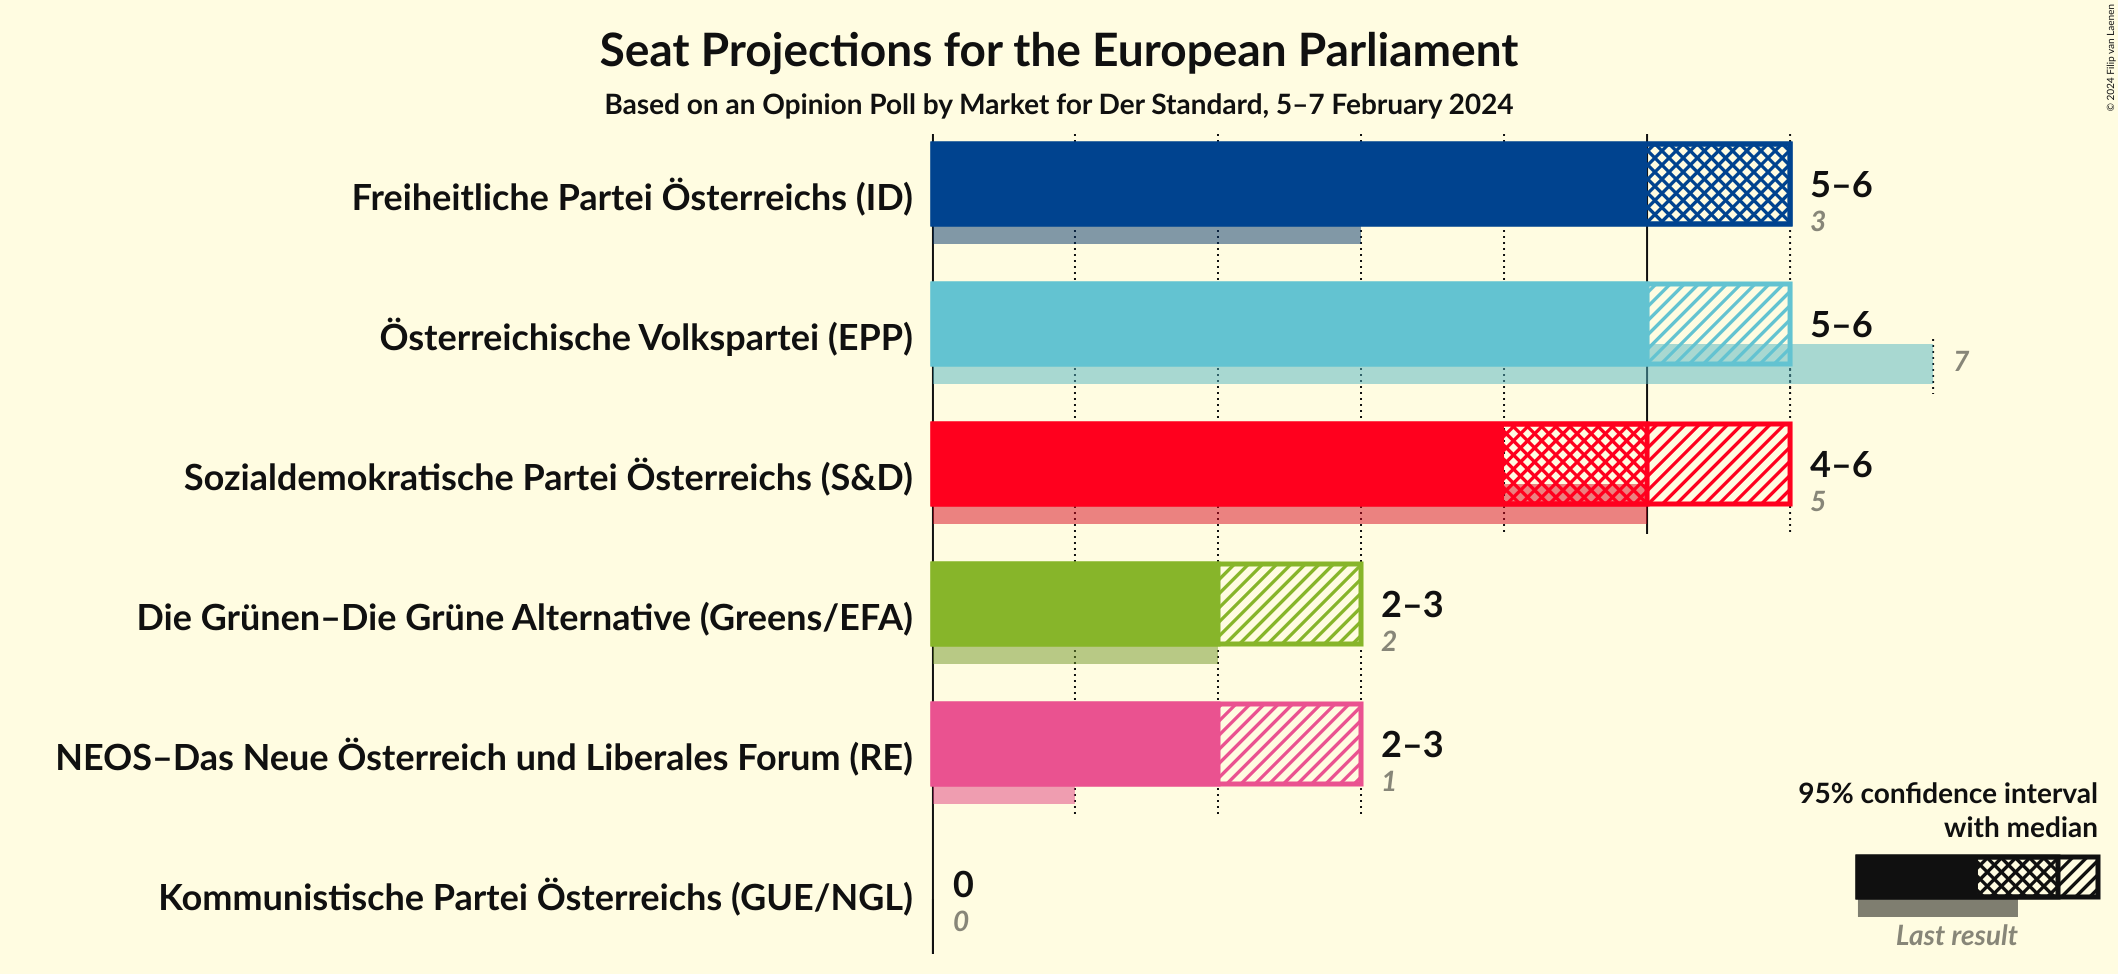 Seat Projections for the European Parliament
Based on an Opinion Poll by Market for Der Standard, 5–7 February 2024
© 2024 Filip van Laenen
Freiheitliche Partei Österreichs (ID)
5–6
3
Österreichische Volkspartei (EPP)
5–6
7
Sozialdemokratische Partei Österreichs (S&D)
4–6
5
Die Grünen–Die Grüne Alternative (Greens/EFA)
2–3
2
NEOS–Das Neue Österreich und Liberales Forum (RE)
2–3
1
Kommunistische Partei Österreichs (GUE/NGL)
0
0
95% confidence interval
with median
Last result